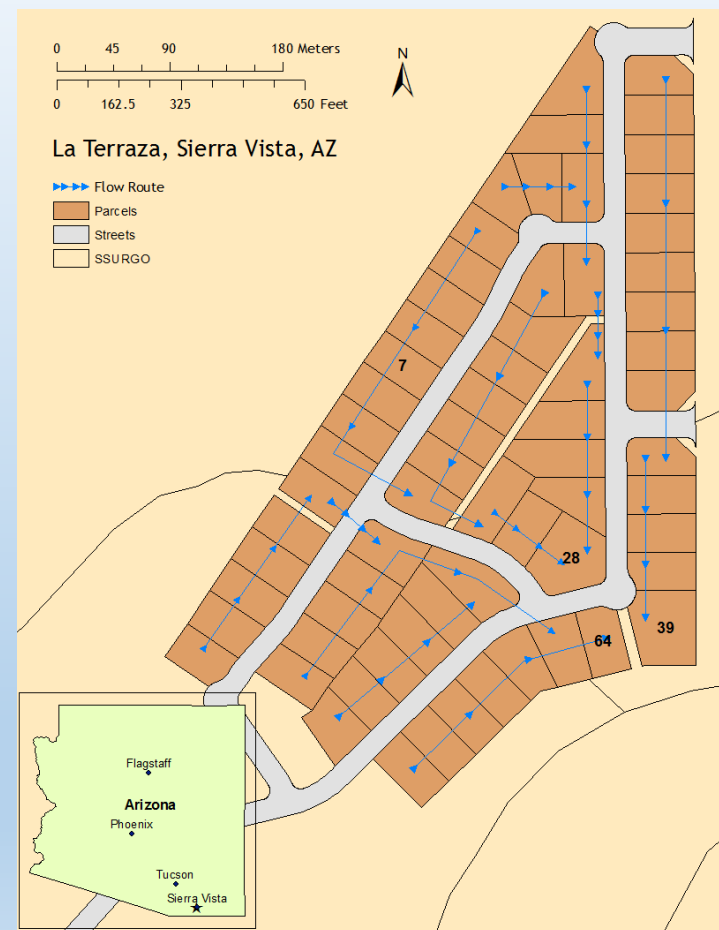 0 45 90 180 Meters
0 162.5 325 650 Feet
N
La Terraza, Sierra Vista, AZ
Flow Route
Parcels
Streets
SSURGO
7
28
64
39
Flagstaff
Arizona
Phoenix
Tucson
Sierra Vista